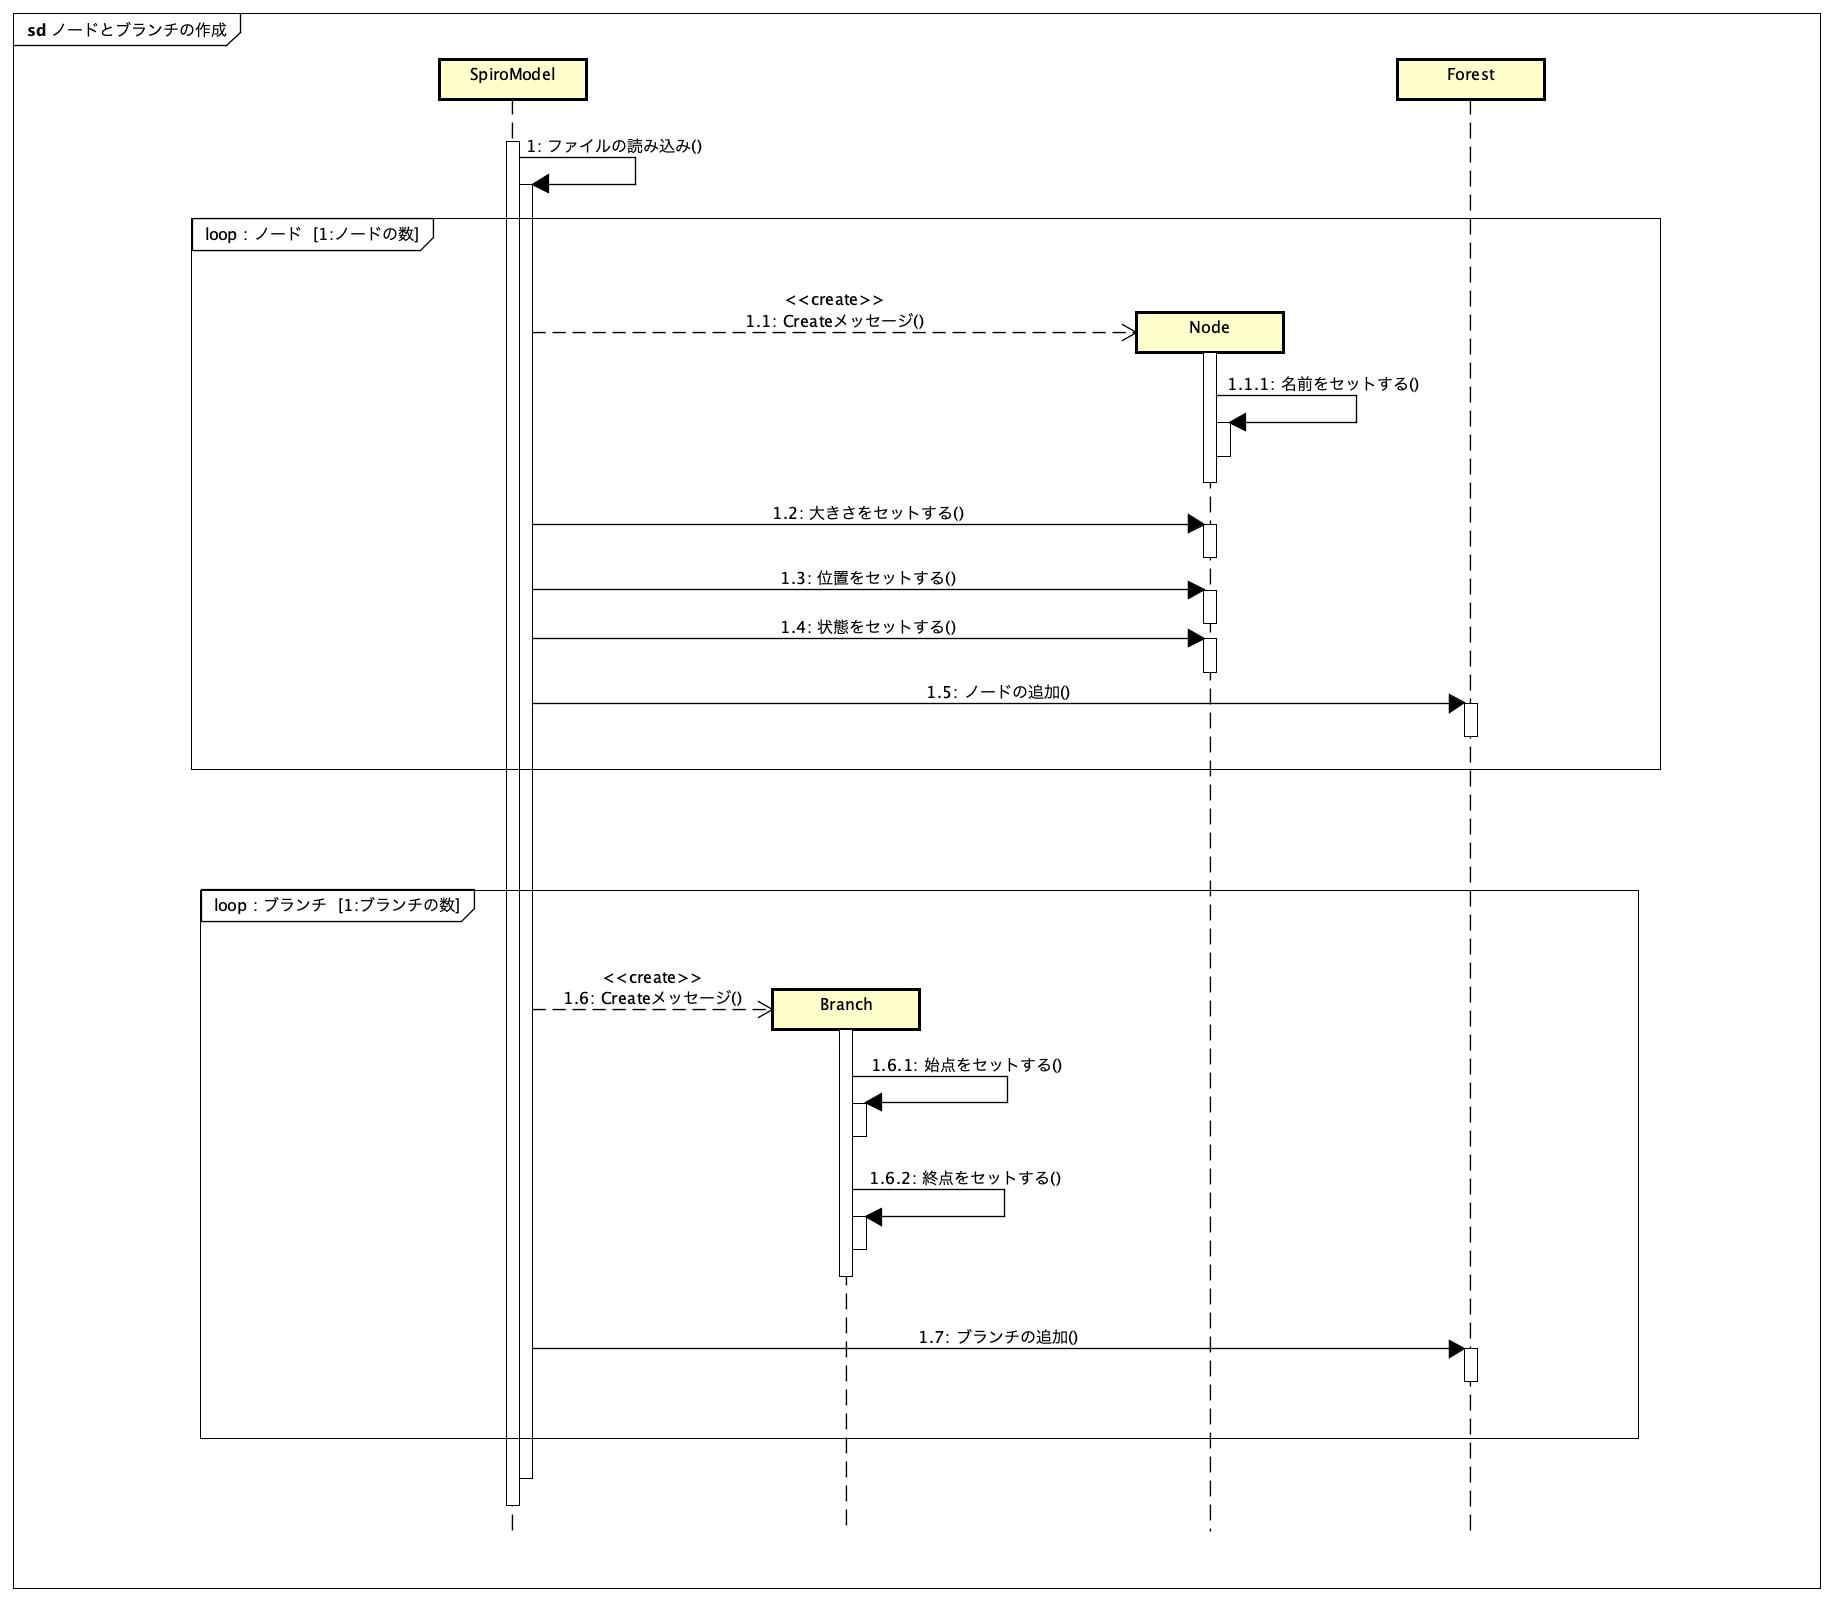 sd ノードとブランチの作成
SpiroModel
Forest
1: ファイルの読み込み()
loop : ノード [1:ノードの数]
<<create>>
1.1: Createメッセージ()
Node
1.1.1: 名前をセットする()
1.2: 大きさをセットする()
1.3: 位置をセットする()
1.4: 状態をセットする()
1.5: ノードの追加()
loop : ブランチ [1:ブランチの数]
<<create>>
1.6: Createメッセージ()
Branch
1.6.1: 始点をセットする()
1.6.2: 終点をセットする()
1.7: ブランチの追加()